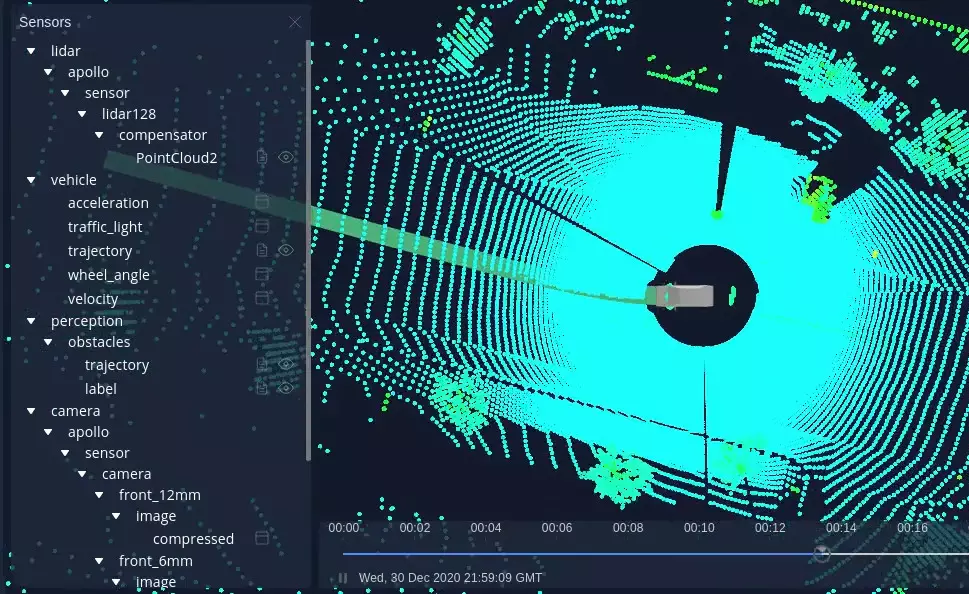 Sensors
lidar
apollo
sensor
lidar128
compensator
PointCloud2
vehicle
acceleration
traffic_light
trajectory
wheel_angle
velocity
perception
obstacles
trajectory
label
camera
apollo
sensor
camera
front_12mm
image
compressed
front_6mm
image
00:00 00:02 00:04 00:06 00:08 00:10 00:12 00:14 00:16
Wed, 30 Dec 2020 21:59:09 GMT